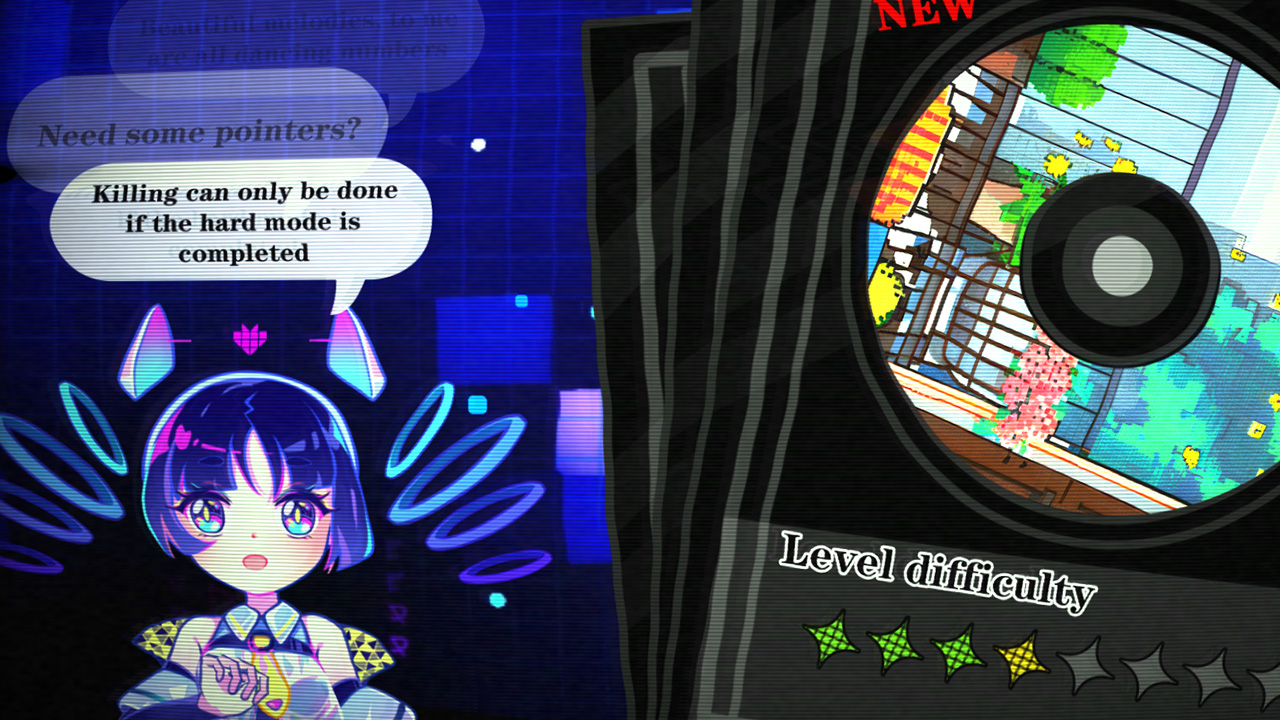 Beautiful melodies, to me
are all dancing numbers
Need some pointers?
Killing can only be done
if the hard mode is
completed
NEW
Level difficulty